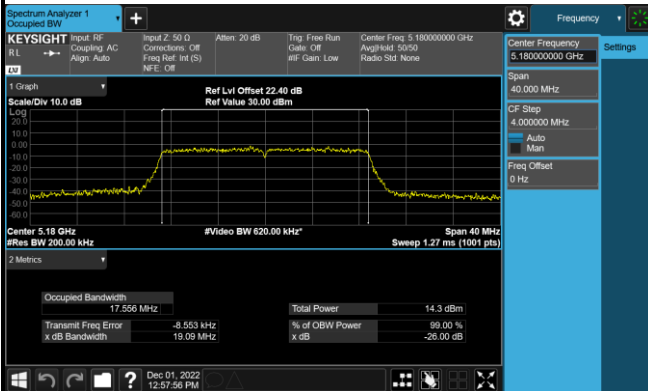 Spectrum Analyzer 1
Occupied BW
Frequency
KEYSIGHT
RL
Input: RF
Coupling: AC
Align: Auto
Input Z: 50 Ω
Corrections: Off
Freq Ref: Int (S)
NFE: Off
Atten: 20 dB
Trig: Free Run
Gate: Off
#IF Gain: Low
Center Freq: 5.180000000 GHz
Avg|Hold: 50/50
Radio Std: None
Center Frequency
5.180000000 GHz
Settings
Span
40.000 MHz
CF Step
4.000000 MHz
Auto
Man
Freq Offset
0 Hz
1 Graph
Scale/Div 10.0 dB
Ref Lvl Offset 22.40 dB
Ref Value 30.00 dBm
Log
20.0
10.0
0.00
-10.0
-20.0
-30.0
-40.0
-50.0
-60.0
Center 5.18 GHz
#Video BW 620.00 kHz*
Span 40 MHz
#Res BW 200.00 kHz
Sweep 1.27 ms (1001 pts)
2 Metrics
Occupied Bandwidth
17.556 MHz
Total Power 14.3 dBm
Transmit Freq Error -8.553 kHz
% of OBW Power 99.00 %
x dB Bandwidth 19.09 MHz
x dB -26.00 dB
?
Dec 01, 2022
12:57:56 PM